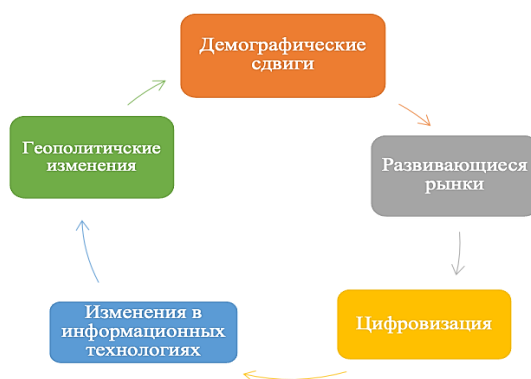 Демографические
сдвиги
Развивающиеся
рынки
Цифровизация
Изменения в
информационных
технологиях
Геополитичские
изменения